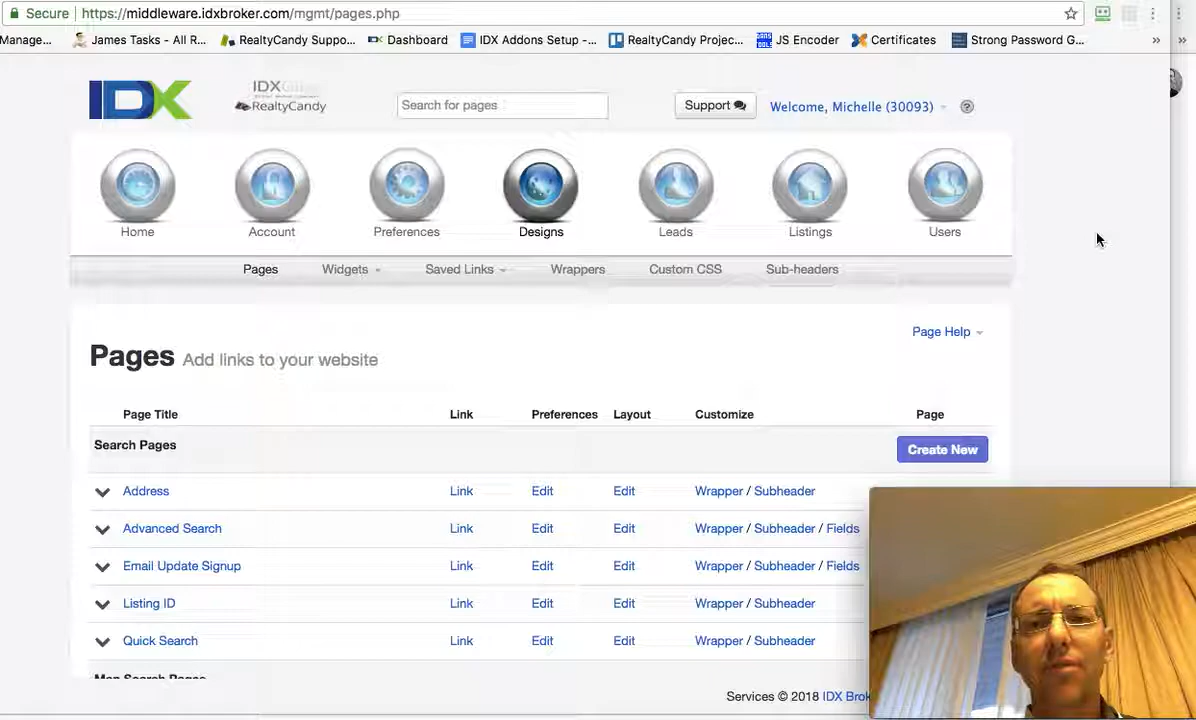 Secure | https://middleware.idxbroker.com/mgmt/pages.php
Manage... James Tasks - All R... RealtyCandy Suppo... Dashboard IDX Addons Setup -... RealtyCandy Projec... JS Encoder Certificates Strong Password G... » »
IDX IDX RealtyCandy Search for pages Support Welcome, Michelle (30093) ?
Home Account Preferences Designs Leads Listings Users
Pages Widgets Saved Links Wrappers Custom CSS Sub-headers
Page Help
Pages Add links to your website
Page Title Link Preferences Layout Customize Page
Search Pages Create New
Address Link Edit Edit Wrapper / Subheader
Advanced Search Link Edit Edit Wrapper / Subheader / Fields
Email Update Signup Link Edit Edit Wrapper / Subheader / Fields
Listing ID Link Edit Edit Wrapper / Subheader
Quick Search Link Edit Edit Wrapper / Subheader
Map Search Pages
Services © 2018 IDX Brok